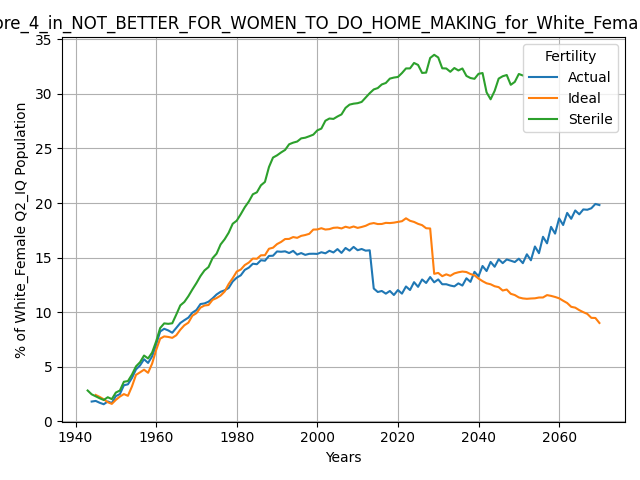 ore_4_in_NOT_BETTER_FOR_WOMEN_TO_DO_HOME_MAKING_for_White_Fema
35
30
25
20
15
10
5
0
% of White_Female Q2_IQ Population
Fertility
Actual
Ideal
Sterile
1940
1960
1980
2000
2020
2040
2060
Years